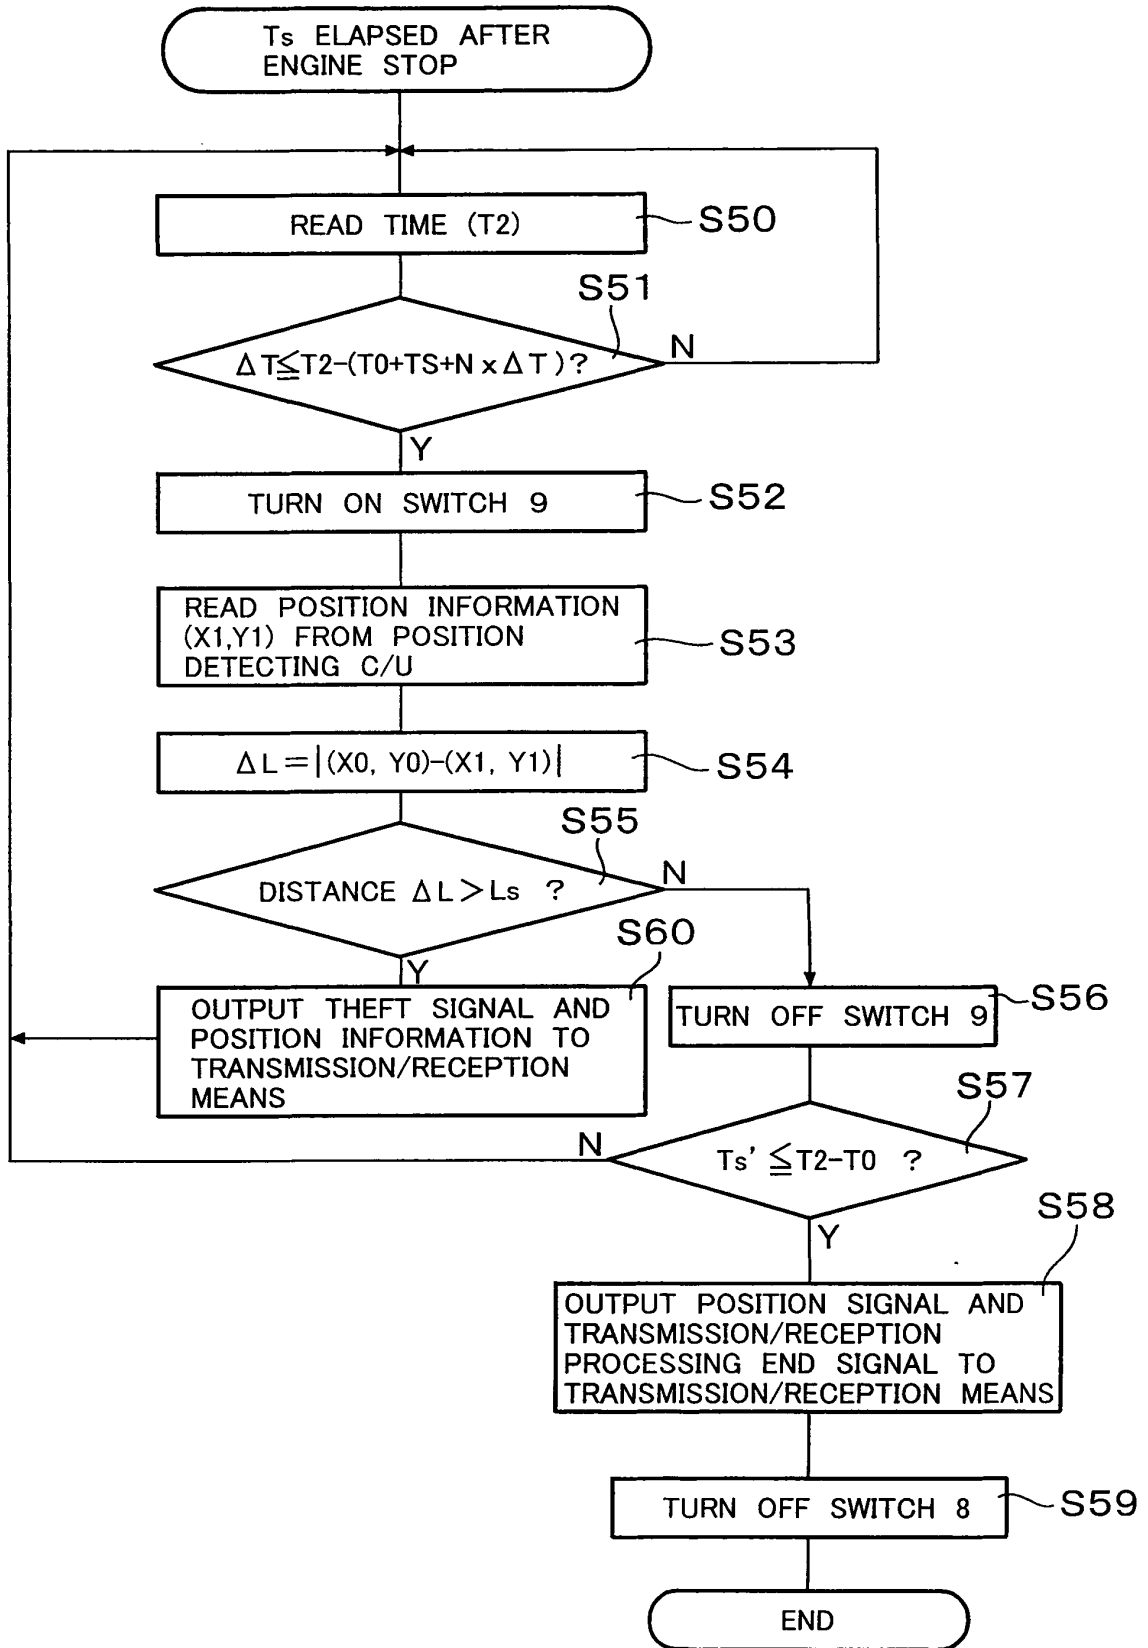 Ts ELAPSED AFTER
ENGINE STOP
READ TIME (T2)
S50
S51
ΔT≦T2-(T0+TS+N x ΔT)?
N
Y
TURN ON SWITCH 9
S52
READ POSITION INFORMATION
(X1,Y1) FROM POSITION
DETECTING C/U
S53
ΔL=|(X0, Y0)-(X1, Y1)|
S54
S55
DISTANCE ΔL>Ls ?
N
Y
S60
OUTPUT THEFT SIGNAL AND
POSITION INFORMATION TO
TRANSMISSION/RECEPTION
MEANS
TURN OFF SWITCH 9
S56
S57
Ts' ≦T2-T0 ?
N
Y
S58
OUTPUT POSITION SIGNAL AND
TRANSMISSION/RECEPTION
PROCESSING END SIGNAL TO
TRANSMISSION/RECEPTION MEANS
TURN OFF SWITCH 8
S59
END